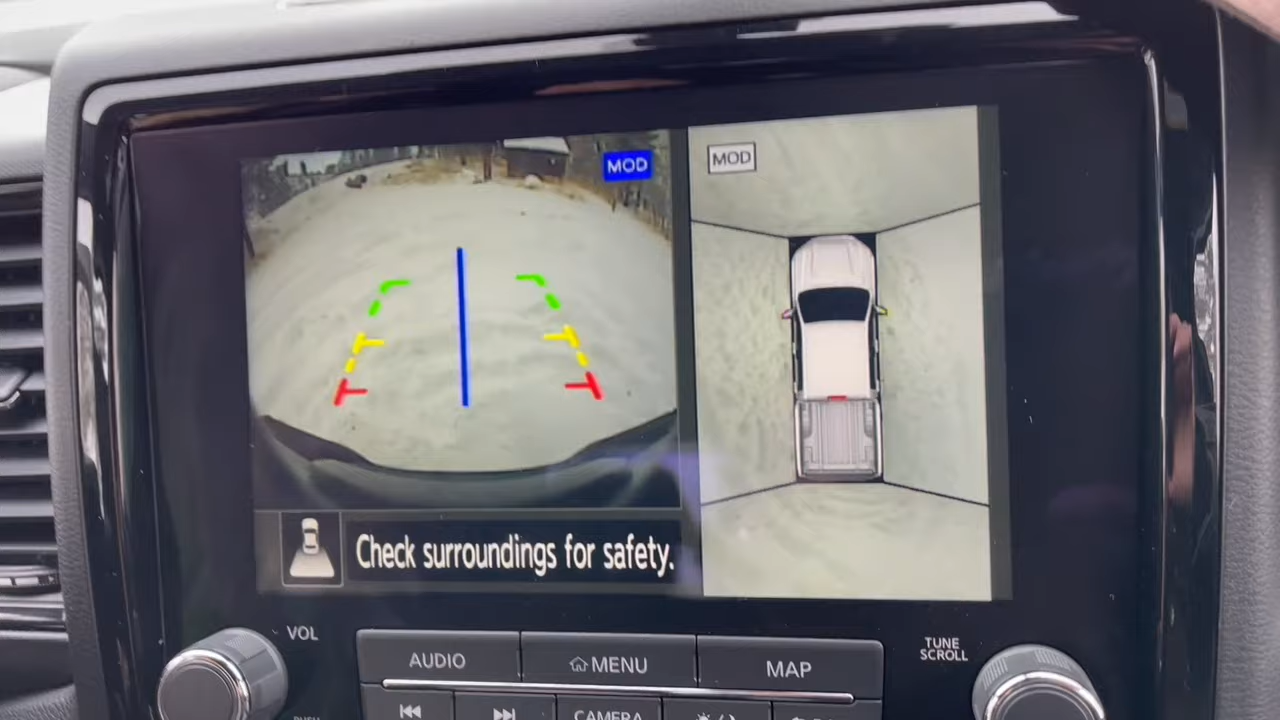 MOD
MOD
Check surroundings for safety.
VOL
TUNE
SCROLL
AUDIO
MENU
MAP
CAMERA